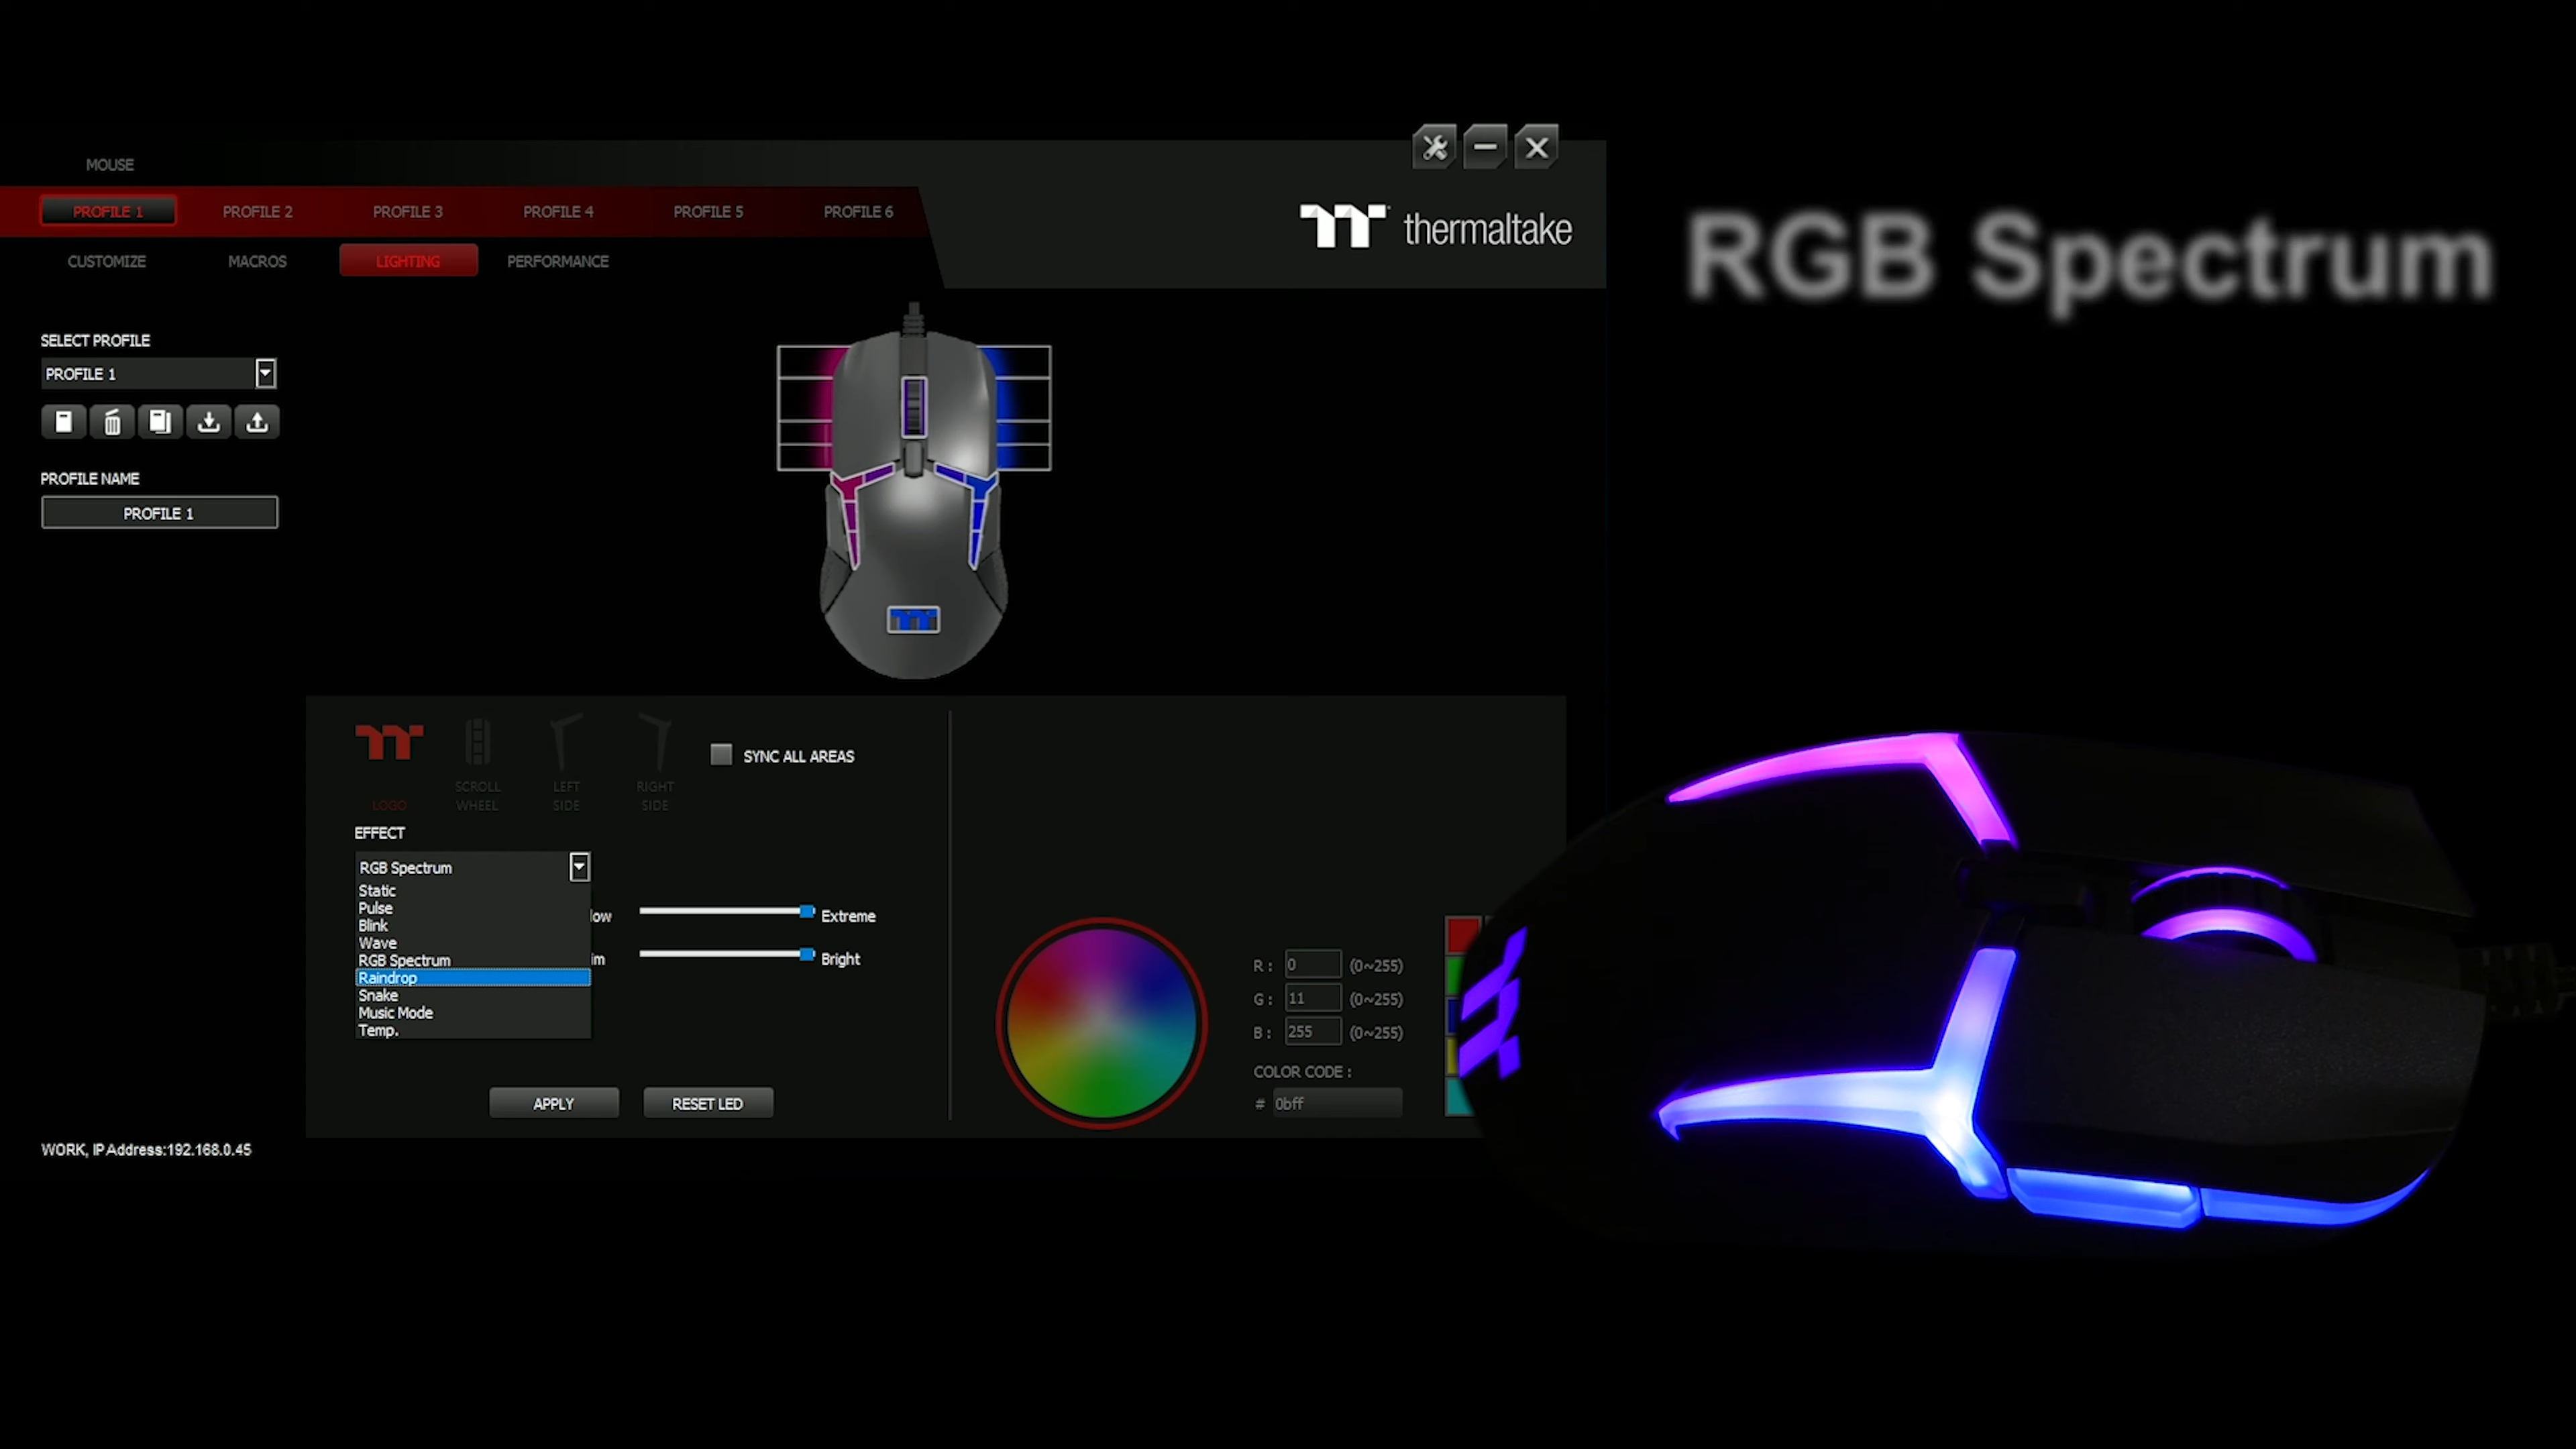 MOUSE
PROFILE 1 PROFILE 2 PROFILE 3 PROFILE 4 PROFILE 5 PROFILE 6
CUSTOMIZE MACROS LIGHTING PERFORMANCE
thermaltake
RGB Spectrum
SELECT PROFILE
PROFILE 1
PROFILE NAME
PROFILE 1
LOGO
SCROLL
WHEEL
LEFT
SIDE
RIGHT
SIDE
SYNC ALL AREAS
EFFECT
RGB Spectrum
Static
Pulse
Blink
Wave
RGB Spectrum
Raindrop
Snake
Music Mode
Temp.
low Extreme
im Bright
R : 0 (0~255)
G : 11 (0~255)
B : 255 (0~255)
COLOR CODE :
# 0bff
APPLY RESET LED
WORK, IP Address:192.168.0.45